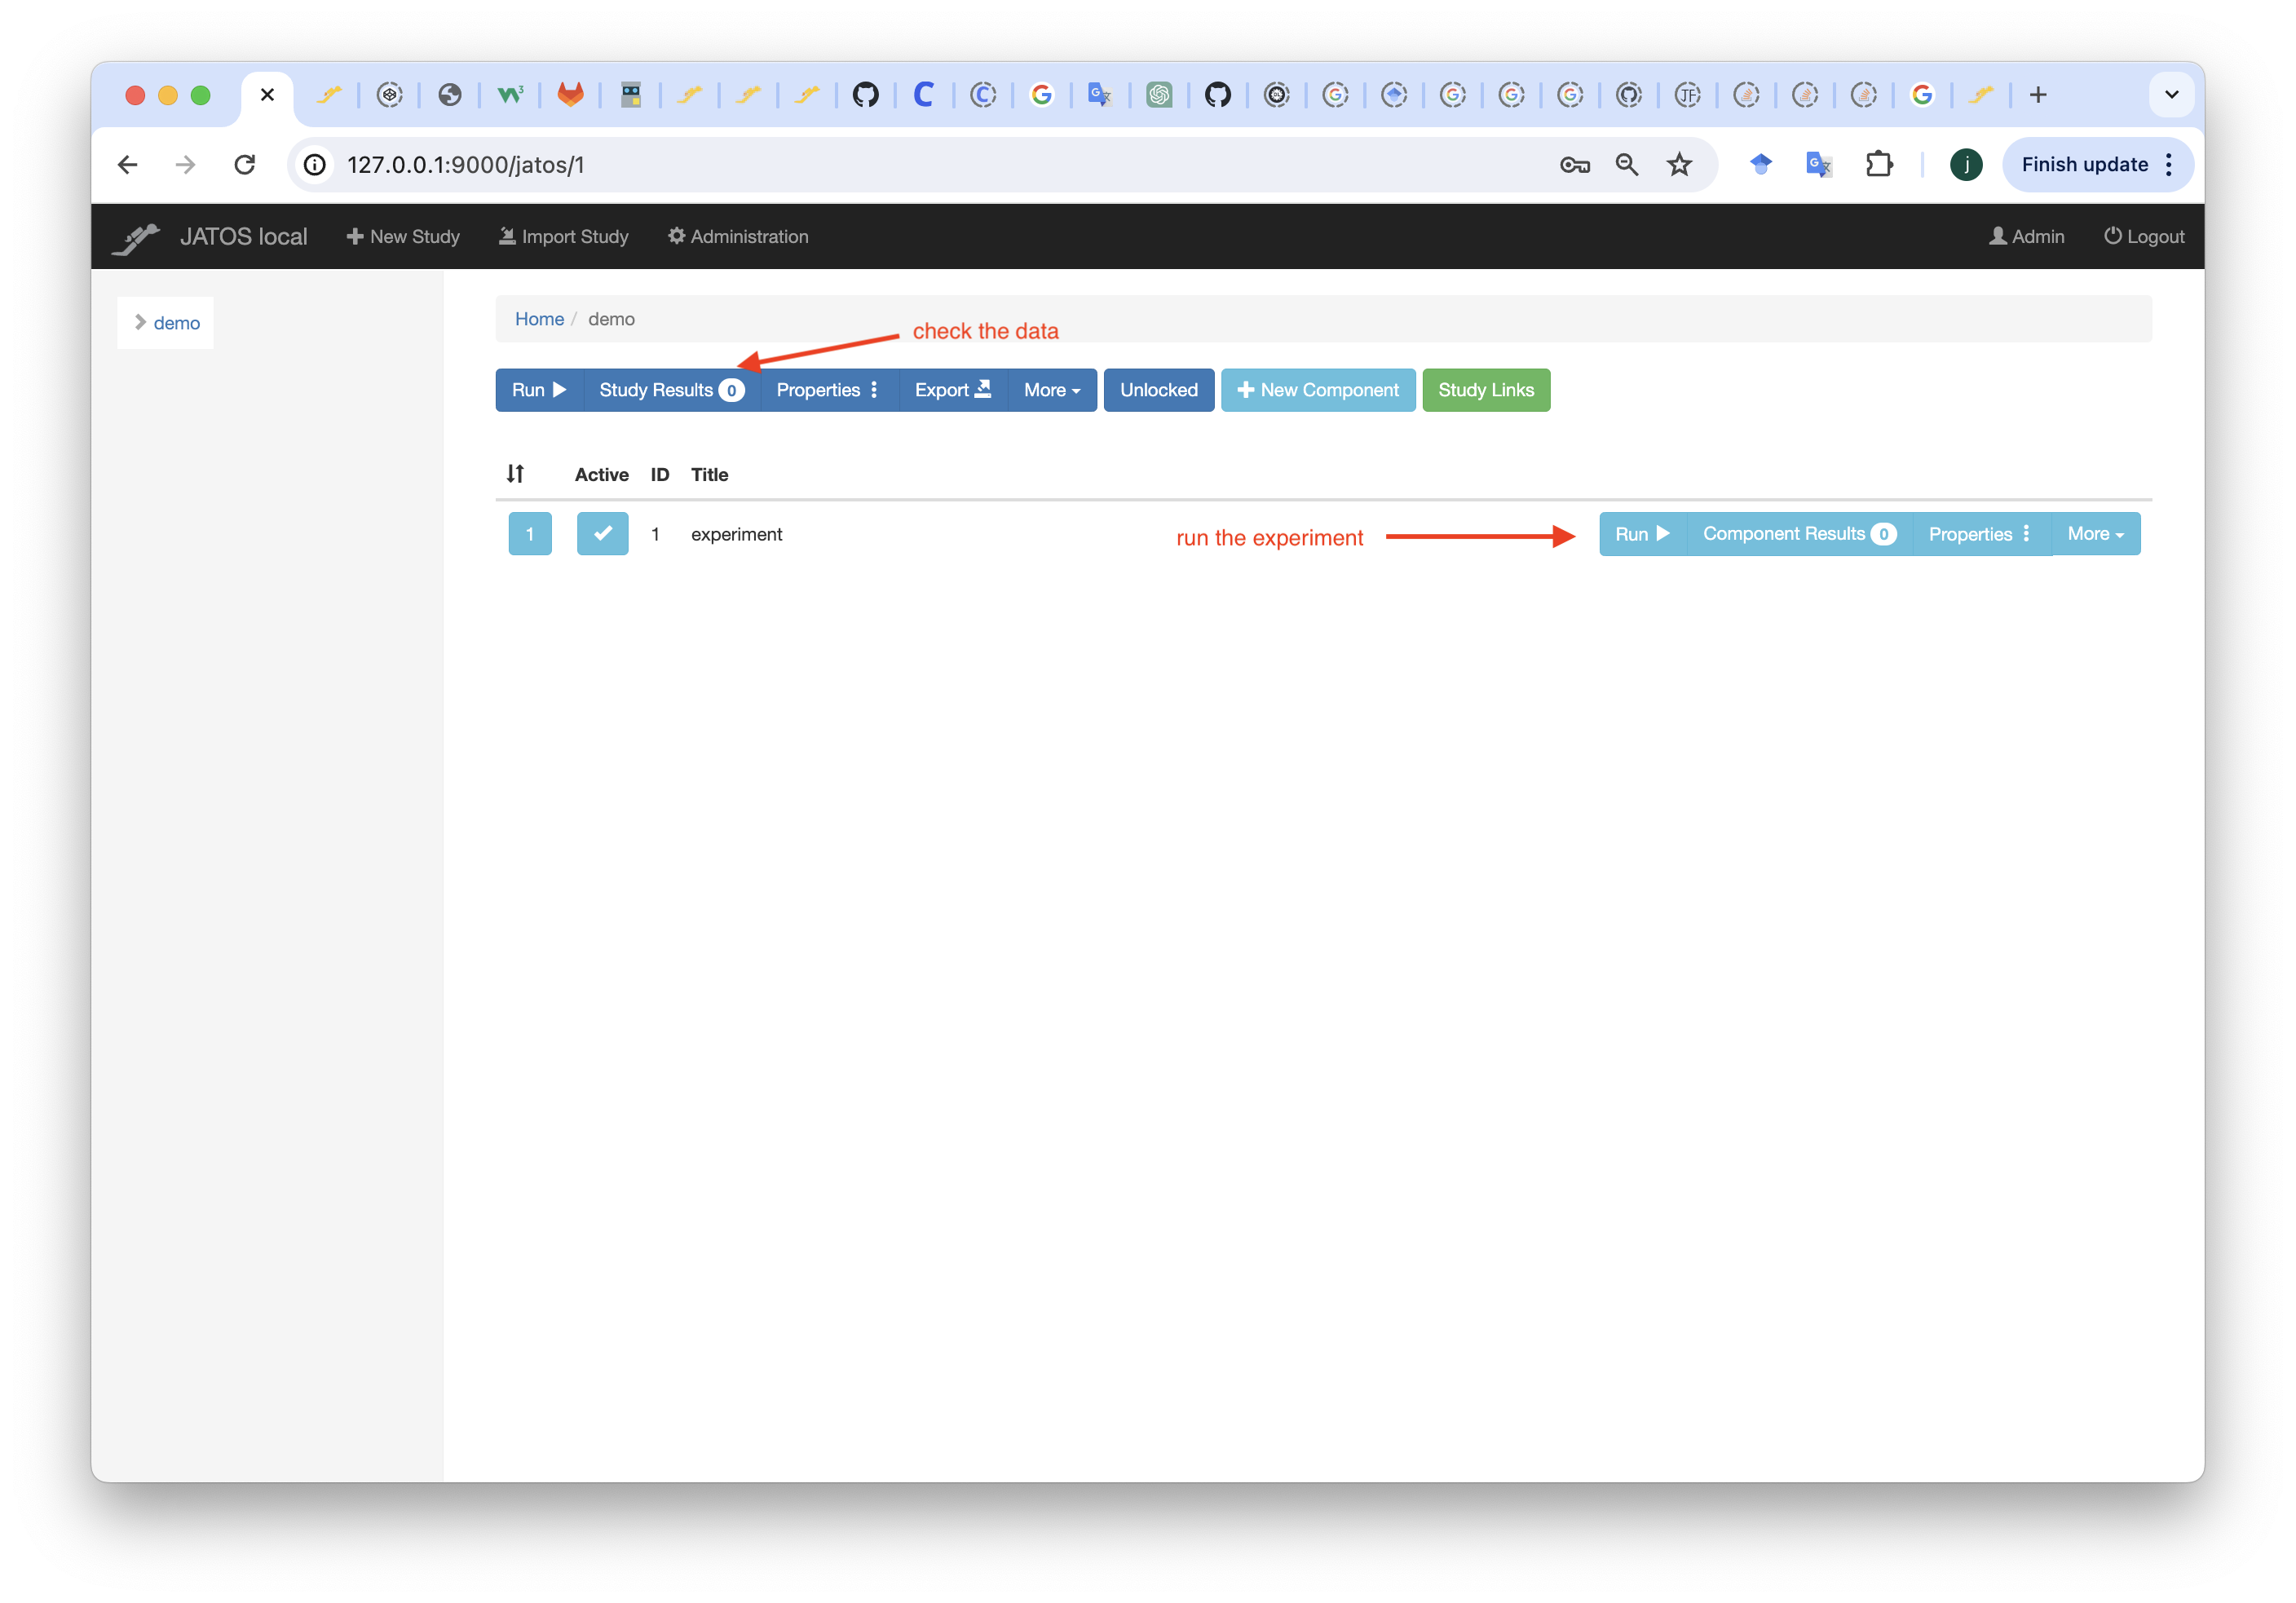 127.0.0.1:9000/jatos/1
j
Finish update
JATOS local
New Study
Import Study
Administration
Admin
Logout
demo
Home / demo
check the data
Run
Study Results 0
Properties
Export
More
Unlocked
New Component
Study Links
Active ID Title
1 1 experiment
run the experiment
Run
Component Results 0
Properties
More